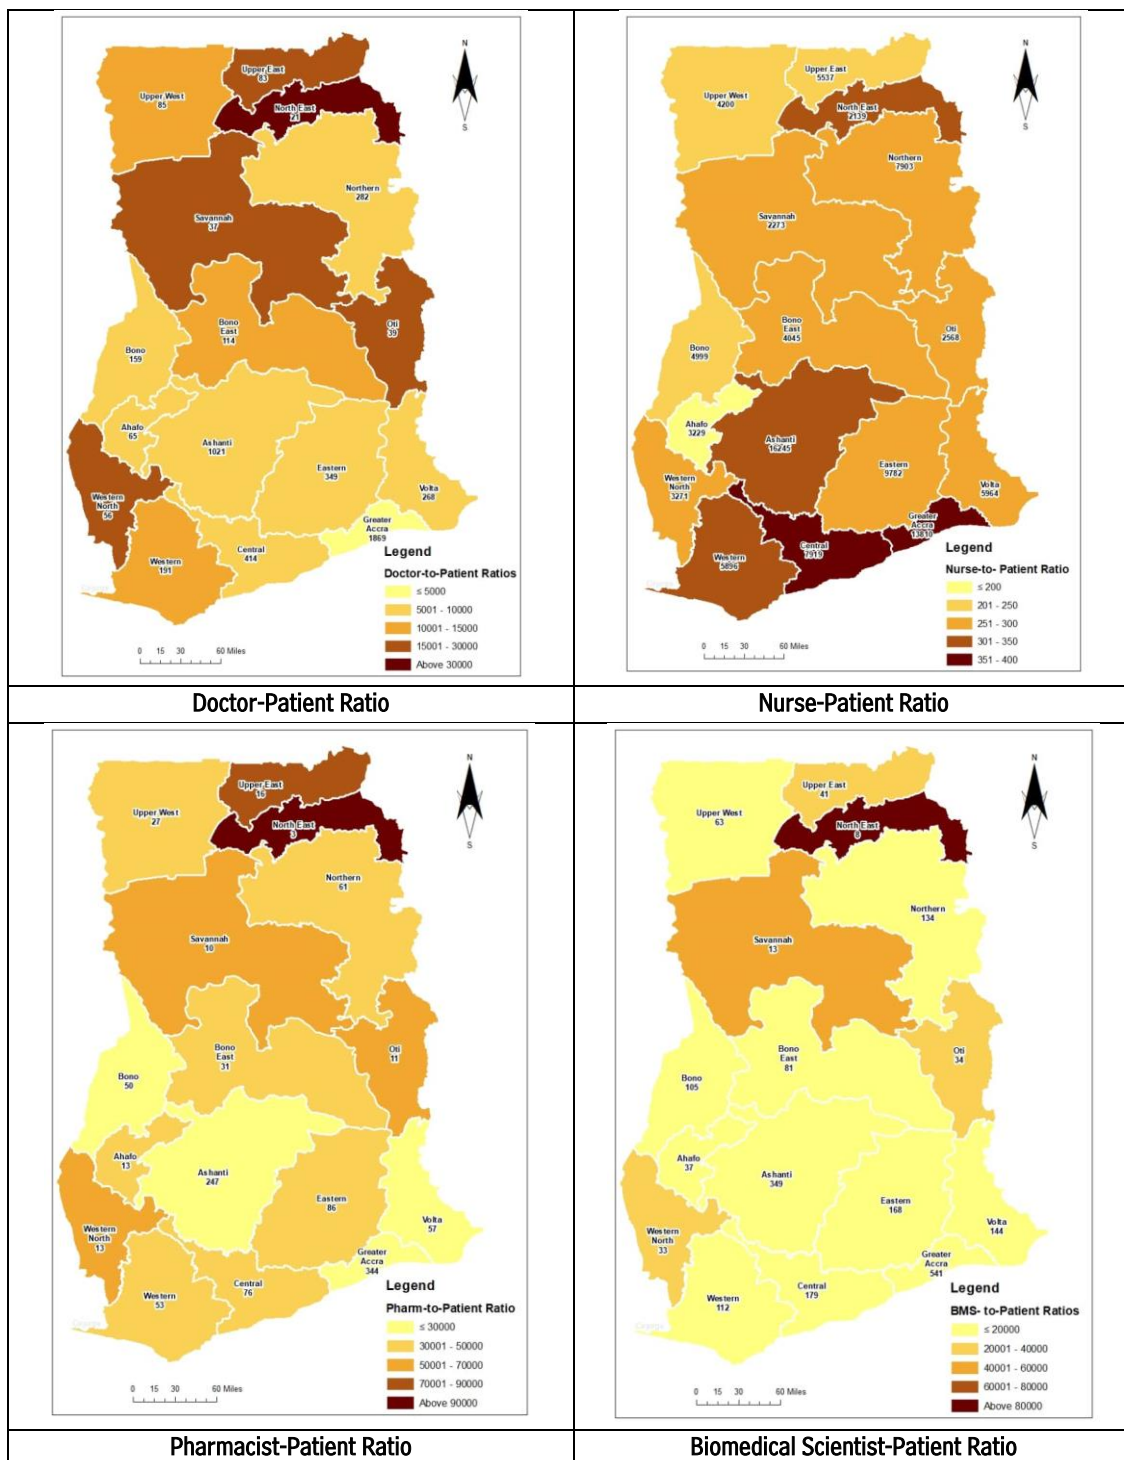 N
S
Upper East
83
Upper West
85
North East
21
Northern
282
Savannah
37
Bono
East
114
Oti
39
Bono
159
Ahafo
65
Ashanti
1021
Eastern
349
Volta
268
Western
North
56
Greater
Accra
1869
Central
414
Western
191
Legend
Doctor-to-Patient Ratios
≤ 5000
5001 - 10000
10001 - 15000
15001 - 30000
Above 30000
0 15 30 60 Miles
Doctor-Patient Ratio
N
S
Upper East
5537
Upper West
4200
North East
2139
Northern
7903
Savannah
2273
Bono
East
4045
Oti
2568
Bono
4999
Ahafo
3229
Ashanti
16245
Eastern
9782
Western
North
3271
Volta
5964
Greater
Accra
13810
Central
7919
Western
5896
Legend
Nurse-to- Patient Ratio
≤ 200
201 - 250
251 - 300
301 - 350
351 - 400
0 15 30 60 Miles
Nurse-Patient Ratio
N
S
Upper East
16
Upper West
27
North East
3
Northern
61
Savannah
10
Bono
East
31
Oti
11
Bono
50
Ahafo
13
Ashanti
247
Eastern
86
Volta
57
Western
North
13
Greater
Accra
344
Central
76
Western
53
Legend
Pharm-to-Patient Ratio
≤ 30000
30001 - 50000
50001 - 70000
70001 - 90000
Above 90000
0 15 30 60 Miles
Pharmacist-Patient Ratio
N
S
Upper East
41
Upper West
63
North East
Northern
134
Savannah
13
Bono
East
81
Oti
34
Bono
105
Ahafo
37
Ashanti
349
Eastern
168
Volta
144
Western
North
33
Greater
Accra
541
Central
179
Western
112
Legend
BMS- to-Patient Ratios
≤ 20000
20001 - 40000
40001 - 60000
60001 - 80000
Above 80000
0 15 30 60 Miles
Biomedical Scientist-Patient Ratio